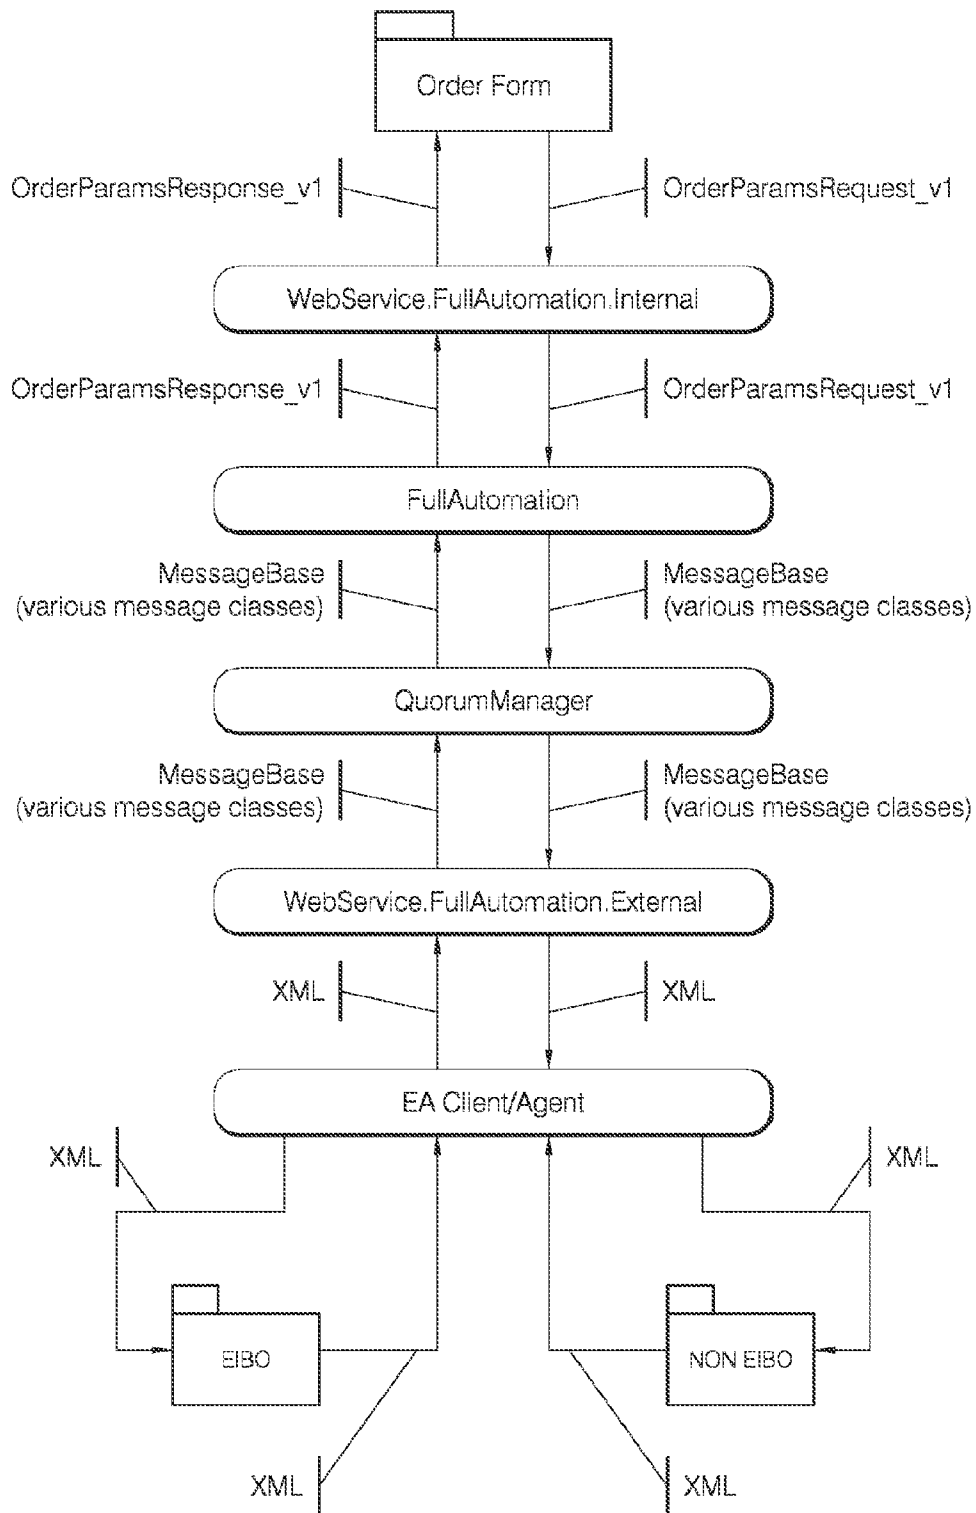 Order Form
OrderParamsResponse_v1
OrderParamsRequest_v1
WebService.FullAutomation.Internal
OrderParamsResponse_v1
OrderParamsRequest_v1
FullAutomation
MessageBase
(various message classes)
MessageBase
(various message classes)
QuorumManager
MessageBase
(various message classes)
MessageBase
(various message classes)
WebService.FullAutomation.External
XML
XML
EA Client/Agent
XML
XML
EIBO
NON EIBO
XML
XML